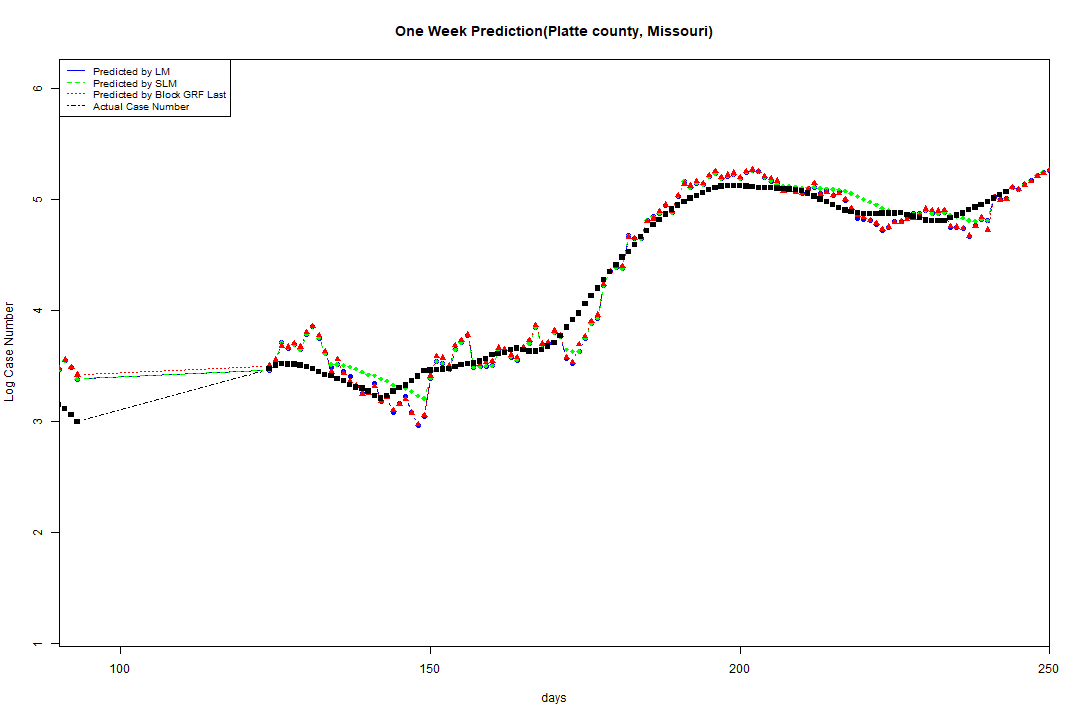 One Week Prediction(Platte county, Missouri)
Predicted by LM
Predicted by SLM
Predicted by Block GRF Last
Actual Case Number
6
5
4
3
2
1
Log Case Number
100
150
200
250
days